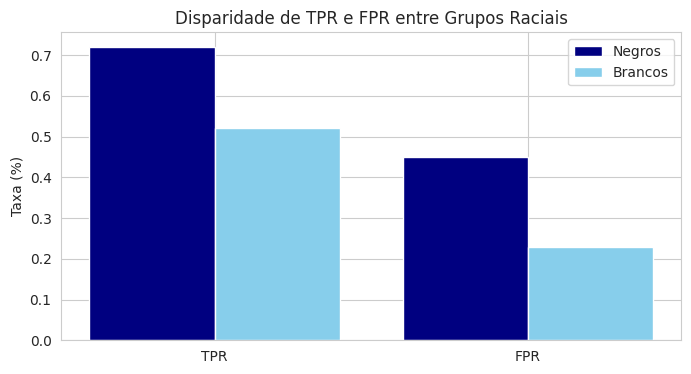 Disparidade de TPR e FPR entre Grupos Raciais
Negros
Brancos
Taxa (%)
0.7
0.6
0.5
0.4
0.3
0.2
0.1
0.0
TPR
FPR